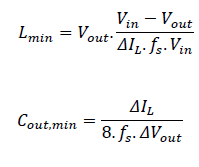 L_min = V_out . (V_in − V_out) / (ΔI_L . f_s . V_in)
C_out,min = ΔI_L / (8. f_s . ΔV_out)